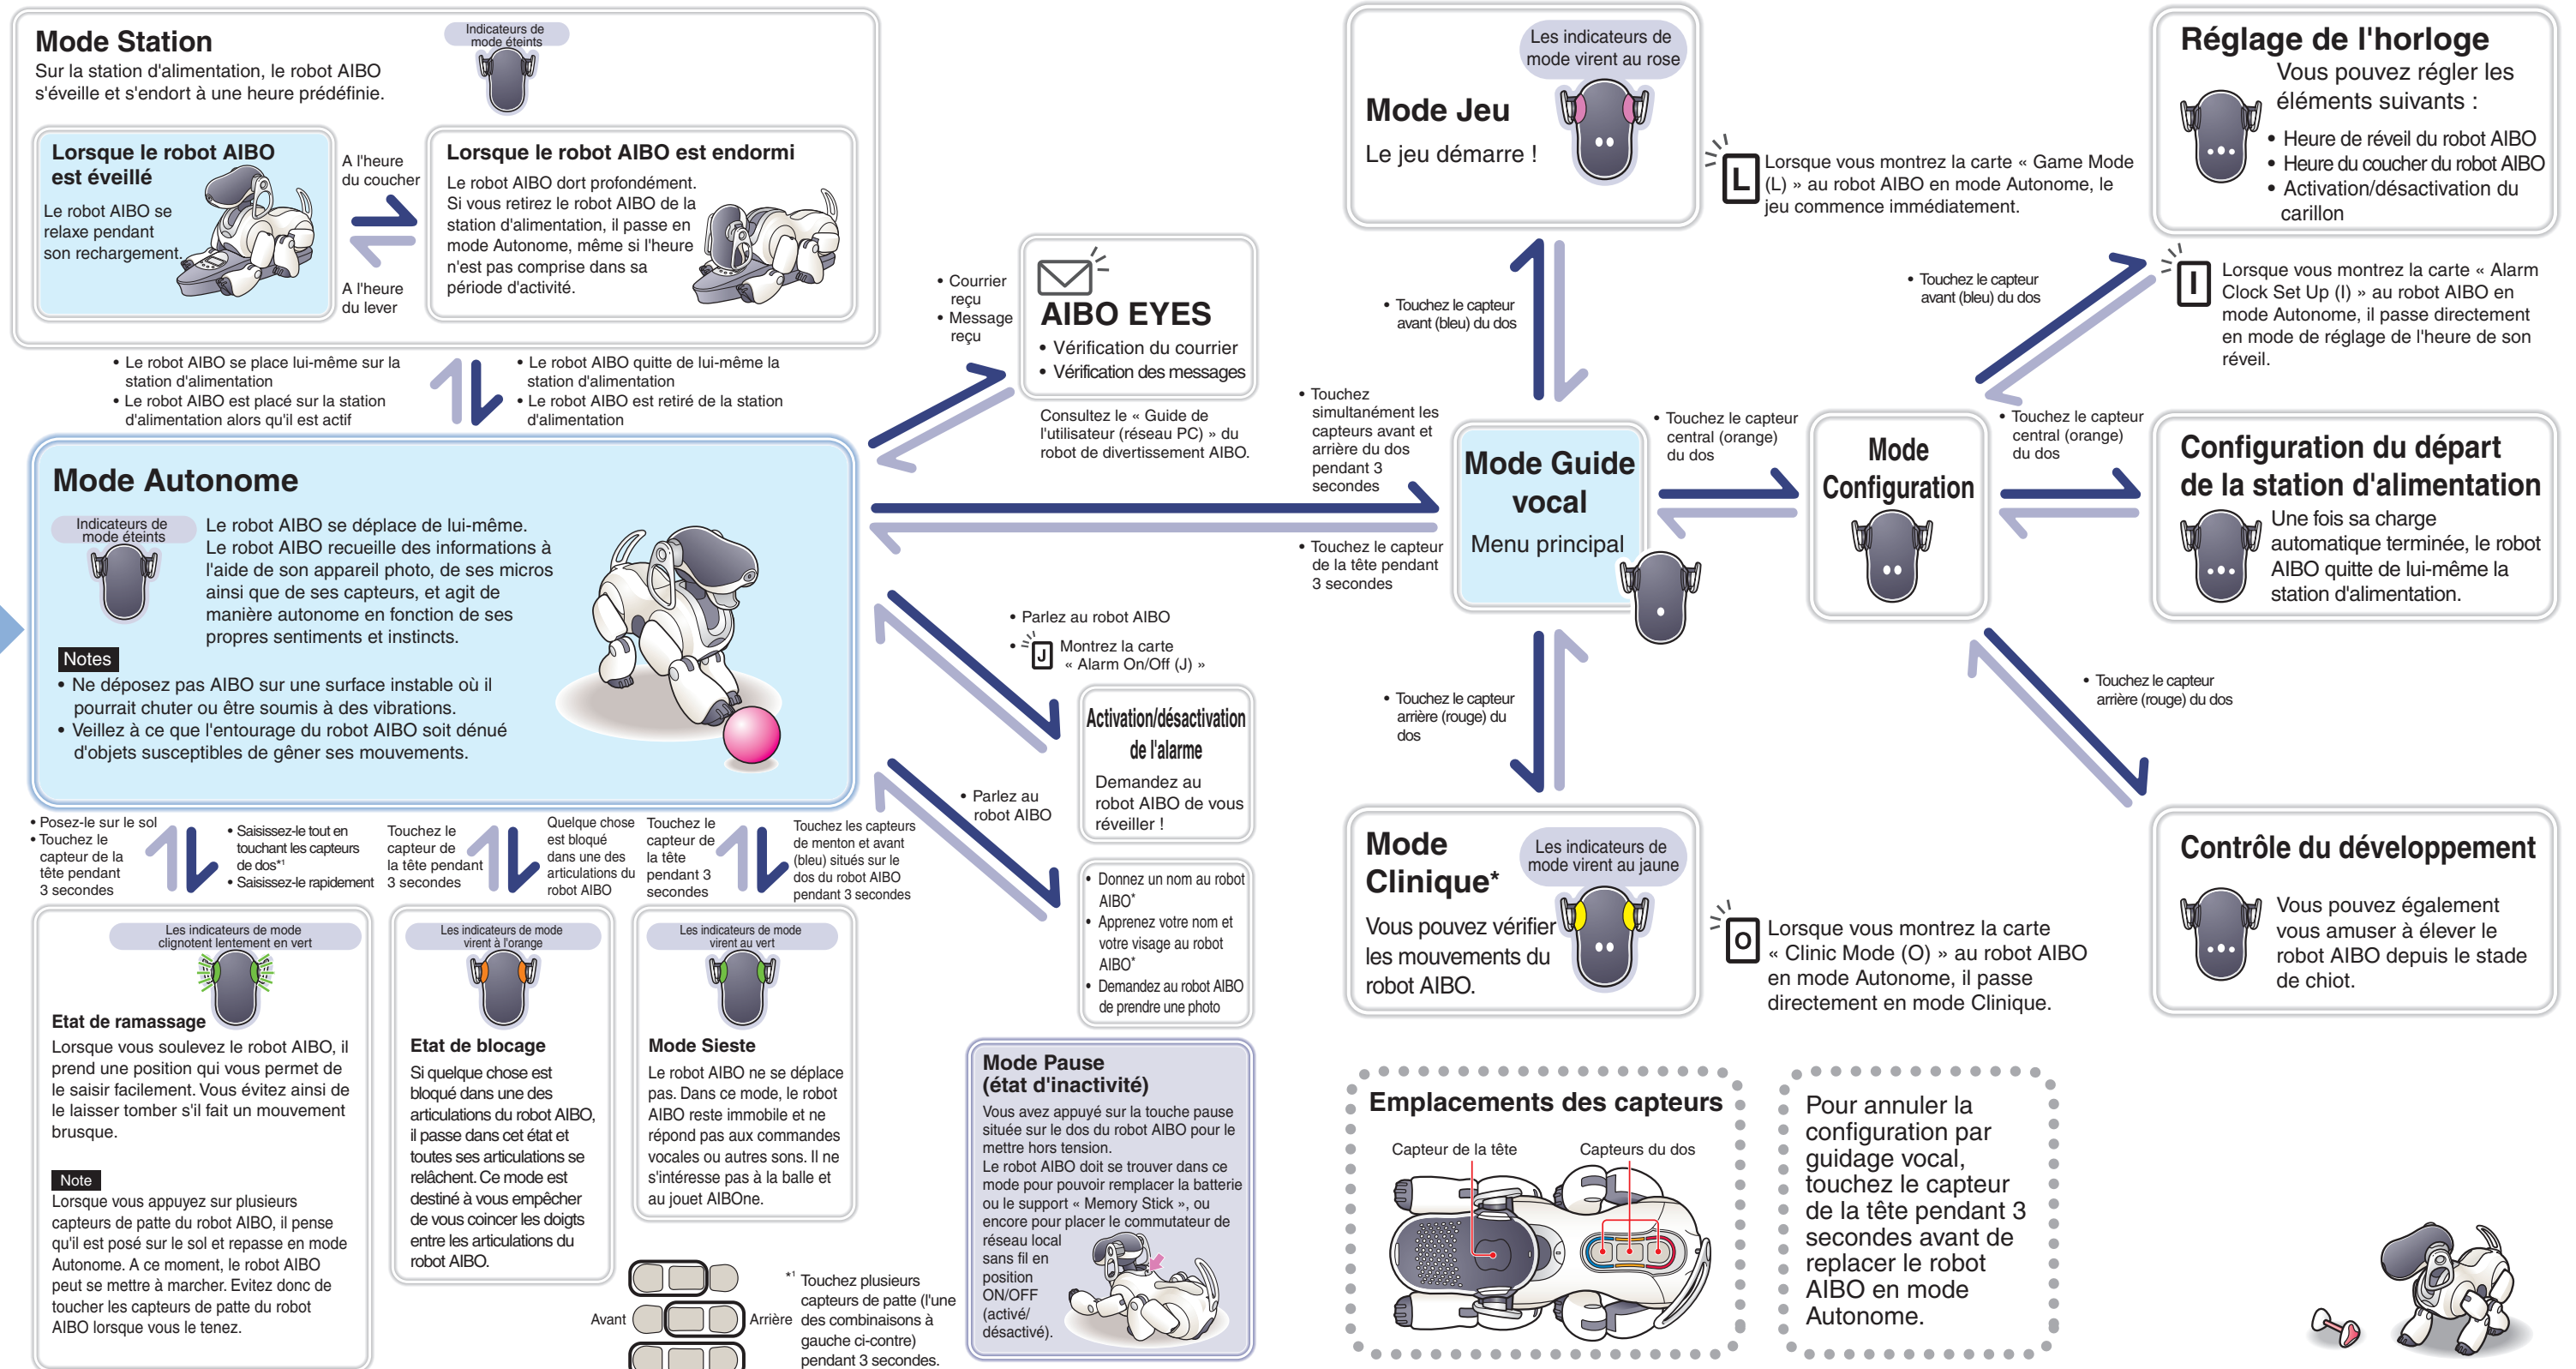 Mode Station
Indicateurs de
mode éteints
Sur la station d'alimentation, le robot AIBO
s'éveille et s'endort à une heure prédéfinie.
Lorsque le robot AIBO
est éveillé
Le robot AIBO se
relaxe pendant
son rechargement.
A l'heure
du coucher
A l'heure
du lever
Lorsque le robot AIBO est endormi
Le robot AIBO dort profondément.
Si vous retirez le robot AIBO de la
station d'alimentation, il passe en
mode Autonome, même si l'heure
n'est pas comprise dans sa
période d'activité.
• Le robot AIBO se place lui-même sur la
station d'alimentation
• Le robot AIBO est placé sur la station
d'alimentation alors qu'il est actif
• Le robot AIBO quitte de lui-même la
station d'alimentation
• Le robot AIBO est retiré de la station
d'alimentation
Mode Autonome
Indicateurs de
mode éteints
Le robot AIBO se déplace de lui-même.
Le robot AIBO recueille des informations à
l'aide de son appareil photo, de ses micros
ainsi que de ses capteurs, et agit de
manière autonome en fonction de ses
propres sentiments et instincts.
Notes
• Ne déposez pas AIBO sur une surface instable où il
pourrait chuter ou être soumis à des vibrations.
• Veillez à ce que l'entourage du robot AIBO soit dénué
d'objets susceptibles de gêner ses mouvements.
• Posez-le sur le sol
• Touchez le
capteur de la
tête pendant
3 secondes
• Saisissez-le tout en
touchant les capteurs
de dos*1
• Saisissez-le rapidement
Touchez le
capteur de
la tête pendant
3 secondes
Quelque chose
est bloqué
dans une des
articulations du
robot AIBO
Touchez le
capteur de
la tête
pendant 3
secondes
Touchez les capteurs
de menton et avant
(bleu) situés sur le
dos du robot AIBO
pendant 3 secondes
Les indicateurs de mode
clignotent lentement en vert
Etat de ramassage
Lorsque vous soulevez le robot AIBO, il
prend une position qui vous permet de
le saisir facilement. Vous évitez ainsi de
le laisser tomber s'il fait un mouvement
brusque.
Note
Lorsque vous appuyez sur plusieurs
capteurs de patte du robot AIBO, il pense
qu'il est posé sur le sol et repasse en mode
Autonome. A ce moment, le robot AIBO
peut se mettre à marcher. Evitez donc de
toucher les capteurs de patte du robot
AIBO lorsque vous le tenez.
Les indicateurs de mode
virent à l'orange
Etat de blocage
Si quelque chose est
bloqué dans une des
articulations du robot AIBO,
il passe dans cet état et
toutes ses articulations se
relâchent. Ce mode est
destiné à vous empêcher
de vous coincer les doigts
entre les articulations du
robot AIBO.
Les indicateurs de mode
virent au vert
Mode Sieste
Le robot AIBO ne se déplace
pas. Dans ce mode, le robot
AIBO reste immobile et ne
répond pas aux commandes
vocales ou autres sons. Il ne
s'intéresse pas à la balle et
au jouet AIBOne.
Avant
Arrière
*1 Touchez plusieurs
capteurs de patte (l'une
des combinaisons à
gauche ci-contre)
pendant 3 secondes.
• Courrier
reçu
• Message
reçu
AIBO EYES
• Vérification du courrier
• Vérification des messages
Consultez le « Guide de
l'utilisateur (réseau PC) » du
robot de divertissement AIBO.
• Touchez
simultanément les
capteurs avant et
arrière du dos
pendant 3
secondes
• Touchez le capteur
de la tête pendant
3 secondes
• Parlez au robot AIBO
• J Montrez la carte
« Alarm On/Off (J) »
Activation/désactivation
de l'alarme
Demandez au
robot AIBO de vous
réveiller !
• Parlez au
robot AIBO
• Donnez un nom au robot
AIBO*
• Apprenez votre nom et
votre visage au robot
AIBO*
• Demandez au robot AIBO
de prendre une photo
Mode Pause
(état d'inactivité)
Vous avez appuyé sur la touche pause
située sur le dos du robot AIBO pour le
mettre hors tension.
Le robot AIBO doit se trouver dans ce
mode pour pouvoir remplacer la batterie
ou le support « Memory Stick », ou
encore pour placer le commutateur de
réseau local
sans fil en
position
ON/OFF
(activé/
désactivé).
Mode Jeu
Le jeu démarre !
Les indicateurs de
mode virent au rose
L
Lorsque vous montrez la carte « Game Mode
(L) » au robot AIBO en mode Autonome, le
jeu commence immédiatement.
• Touchez le capteur
avant (bleu) du dos
Mode Guide
vocal
Menu principal
• Touchez le capteur
central (orange)
du dos
Mode
Configuration
• Touchez le capteur
avant (bleu) du dos
• Touchez le capteur
central (orange)
du dos
• Touchez le capteur
arrière (rouge) du dos
• Touchez le capteur
arrière (rouge) du
dos
Réglage de l'horloge
Vous pouvez régler les
éléments suivants :
• Heure de réveil du robot AIBO
• Heure du coucher du robot AIBO
• Activation/désactivation du
carillon
I
Lorsque vous montrez la carte « Alarm
Clock Set Up (I) » au robot AIBO en
mode Autonome, il passe directement
en mode de réglage de l'heure de son
réveil.
Configuration du départ
de la station d'alimentation
Une fois sa charge
automatique terminée, le robot
AIBO quitte de lui-même la
station d'alimentation.
Contrôle du développement
Vous pouvez également
vous amuser à élever le
robot AIBO depuis le stade
de chiot.
Mode
Clinique*
Vous pouvez vérifier
les mouvements du
robot AIBO.
Les indicateurs de
mode virent au jaune
O
Lorsque vous montrez la carte
« Clinic Mode (O) » au robot AIBO
en mode Autonome, il passe
directement en mode Clinique.
Emplacements des capteurs
Capteur de la tête
Capteurs du dos
Pour annuler la
configuration par
guidage vocal,
touchez le capteur
de la tête pendant 3
secondes avant de
replacer le robot
AIBO en mode
Autonome.